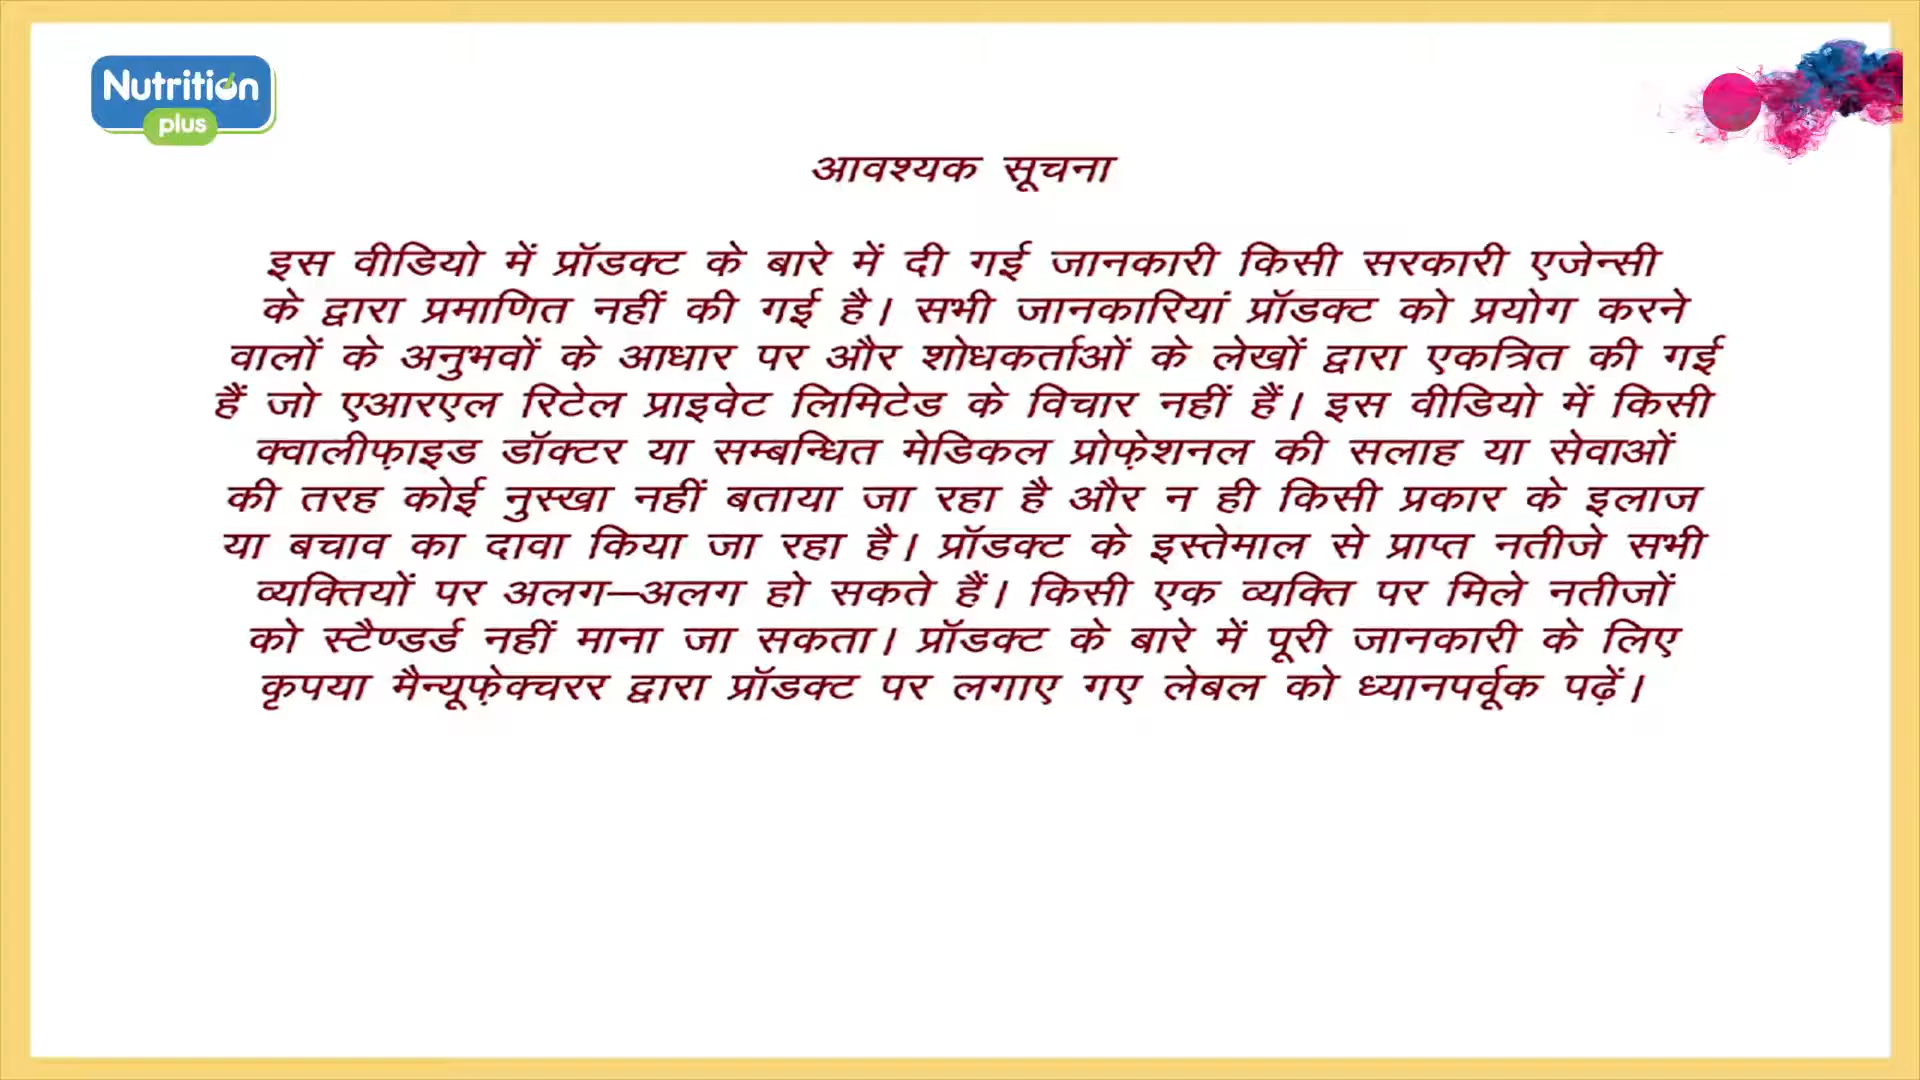 Nutrition
plus
आवश्यक सूचना
इस वीडियो में प्रॉडक्ट के बारे में दी गई जानकारी किसी सरकारी एजेन्सी
के द्वारा प्रमाणित नहीं की गई है। सभी जानकारियां प्रॉडक्ट को प्रयोग करने
वालों के अनुभवों के आधार पर और शोधकर्ताओं के लेखों द्वारा एकत्रित की गई
हैं जो एआरएल रिटेल प्राइवेट लिमिटेड के विचार नहीं हैं। इस वीडियो में किसी
क्वालीफ़ाइड डॉक्टर या सम्बन्धित मेडिकल प्रोफ़ेशनल की सलाह या सेवाओं
की तरह कोई नुस्खा नहीं बताया जा रहा है और न ही किसी प्रकार के इलाज
या बचाव का दावा किया जा रहा है। प्रॉडक्ट के इस्तेमाल से प्राप्त नतीजे सभी
व्यक्तियों पर अलग–अलग हो सकते हैं। किसी एक व्यक्ति पर मिले नतीजों
को स्टैण्डर्ड नहीं माना जा सकता। प्रॉडक्ट के बारे में पूरी जानकारी के लिए
कृपया मैन्यूफ़ेक्चरर द्वारा प्रॉडक्ट पर लगाए गए लेबल को ध्यानपर्वूक पढ़ें।